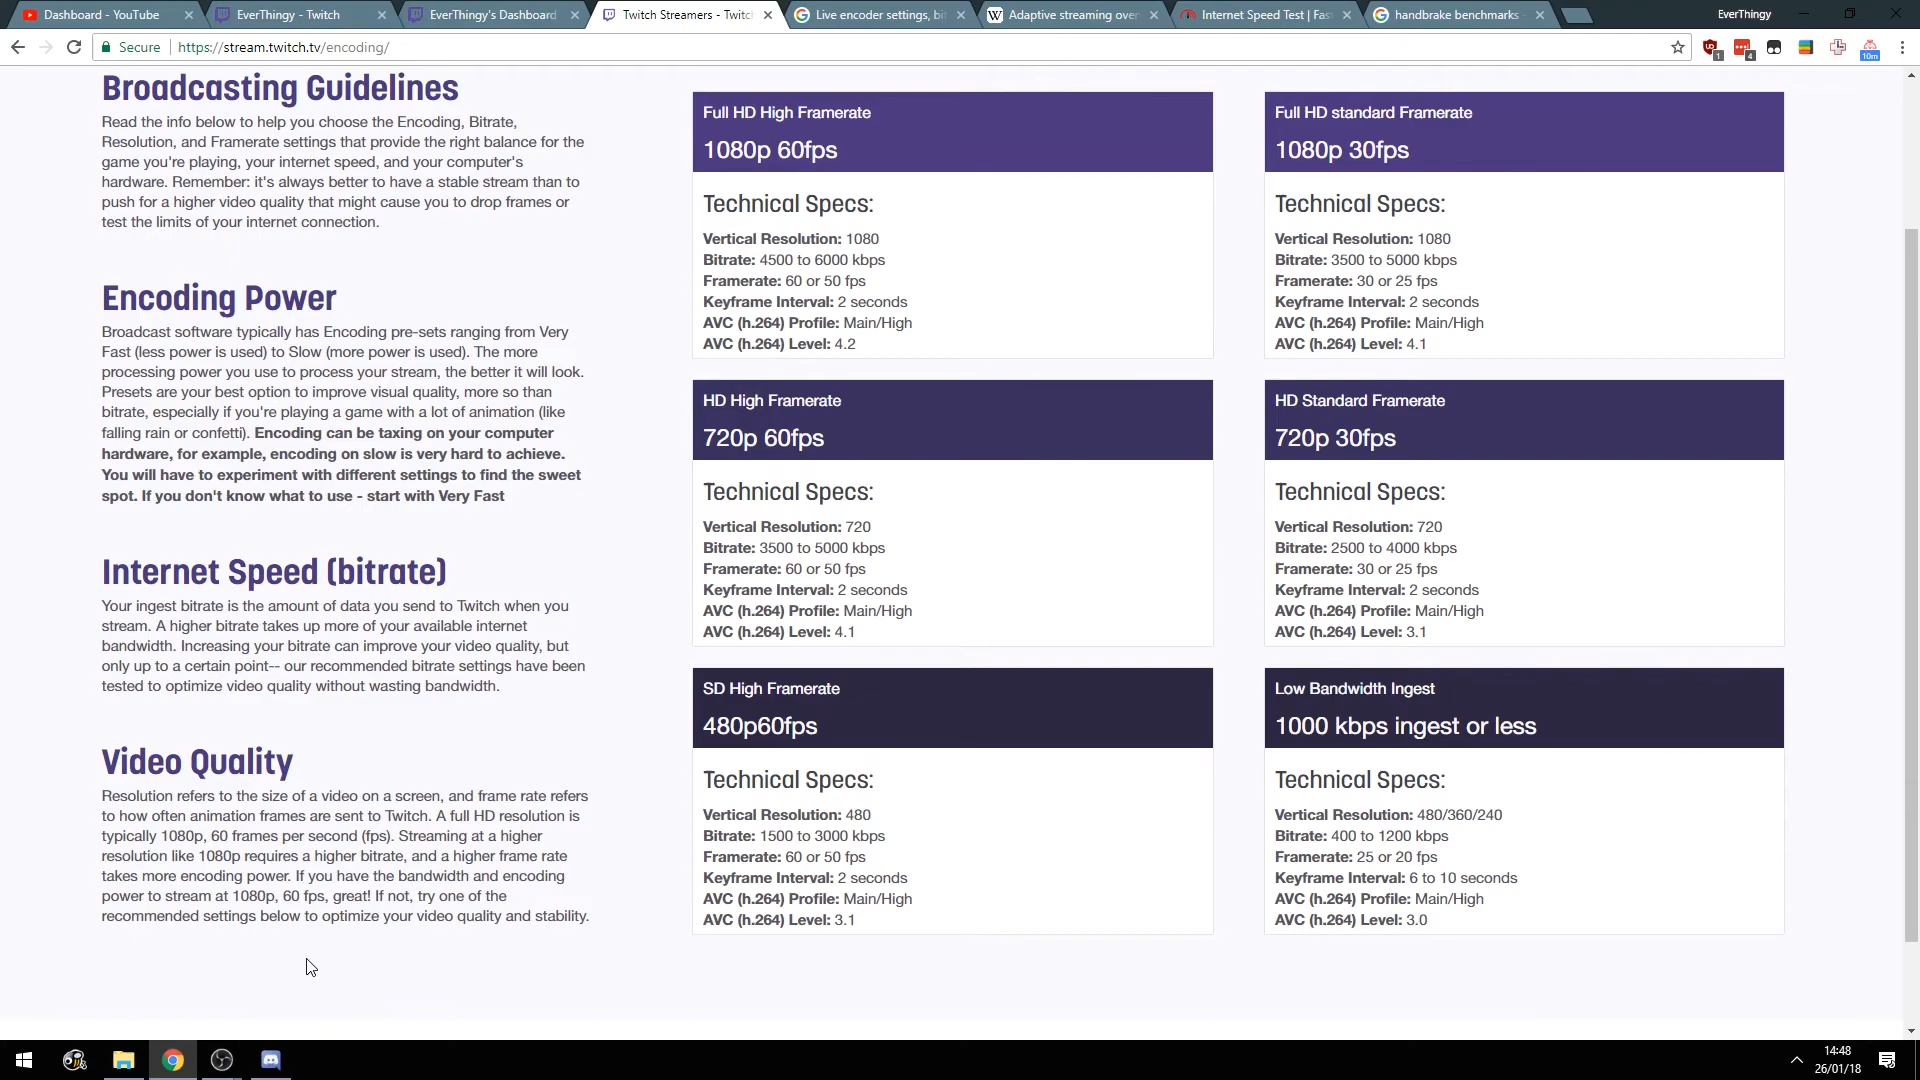 Dashboard - YouTube
EverThingy - Twitch
EverThingy's Dashboard
Twitch Streamers - Twitc
Live encoder settings, bi
Adaptive streaming over
Internet Speed Test | Fas
handbrake benchmarks -
EverThingy
Secure
https://stream.twitch.tv/encoding/
1
4
10m
Broadcasting Guidelines
Read the info below to help you choose the Encoding, Bitrate,
Resolution, and Framerate settings that provide the right balance for the
game you're playing, your internet speed, and your computer's
hardware. Remember: it's always better to have a stable stream than to
push for a higher video quality that might cause you to drop frames or
test the limits of your internet connection.
Encoding Power
Broadcast software typically has Encoding pre-sets ranging from Very
Fast (less power is used) to Slow (more power is used). The more
processing power you use to process your stream, the better it will look.
Presets are your best option to improve visual quality, more so than
bitrate, especially if you're playing a game with a lot of animation (like
falling rain or confetti). Encoding can be taxing on your computer
hardware, for example, encoding on slow is very hard to achieve.
You will have to experiment with different settings to find the sweet
spot. If you don't know what to use - start with Very Fast
Internet Speed (bitrate)
Your ingest bitrate is the amount of data you send to Twitch when you
stream. A higher bitrate takes up more of your available internet
bandwidth. Increasing your bitrate can improve your video quality, but
only up to a certain point-- our recommended bitrate settings have been
tested to optimize video quality without wasting bandwidth.
Video Quality
Resolution refers to the size of a video on a screen, and frame rate refers
to how often animation frames are sent to Twitch. A full HD resolution is
typically 1080p, 60 frames per second (fps). Streaming at a higher
resolution like 1080p requires a higher bitrate, and a higher frame rate
takes more encoding power. If you have the bandwidth and encoding
power to stream at 1080p, 60 fps, great! If not, try one of the
recommended settings below to optimize your video quality and stability.
Full HD High Framerate
1080p 60fps
Technical Specs:
Vertical Resolution: 1080
Bitrate: 4500 to 6000 kbps
Framerate: 60 or 50 fps
Keyframe Interval: 2 seconds
AVC (h.264) Profile: Main/High
AVC (h.264) Level: 4.2
Full HD standard Framerate
1080p 30fps
Technical Specs:
Vertical Resolution: 1080
Bitrate: 3500 to 5000 kbps
Framerate: 30 or 25 fps
Keyframe Interval: 2 seconds
AVC (h.264) Profile: Main/High
AVC (h.264) Level: 4.1
HD High Framerate
720p 60fps
Technical Specs:
Vertical Resolution: 720
Bitrate: 3500 to 5000 kbps
Framerate: 60 or 50 fps
Keyframe Interval: 2 seconds
AVC (h.264) Profile: Main/High
AVC (h.264) Level: 4.1
HD Standard Framerate
720p 30fps
Technical Specs:
Vertical Resolution: 720
Bitrate: 2500 to 4000 kbps
Framerate: 30 or 25 fps
Keyframe Interval: 2 seconds
AVC (h.264) Profile: Main/High
AVC (h.264) Level: 3.1
SD High Framerate
480p60fps
Technical Specs:
Vertical Resolution: 480
Bitrate: 1500 to 3000 kbps
Framerate: 60 or 50 fps
Keyframe Interval: 2 seconds
AVC (h.264) Profile: Main/High
AVC (h.264) Level: 3.1
Low Bandwidth Ingest
1000 kbps ingest or less
Technical Specs:
Vertical Resolution: 480/360/240
Bitrate: 400 to 1200 kbps
Framerate: 25 or 20 fps
Keyframe Interval: 6 to 10 seconds
AVC (h.264) Profile: Main/High
AVC (h.264) Level: 3.0
14:48
26/01/18